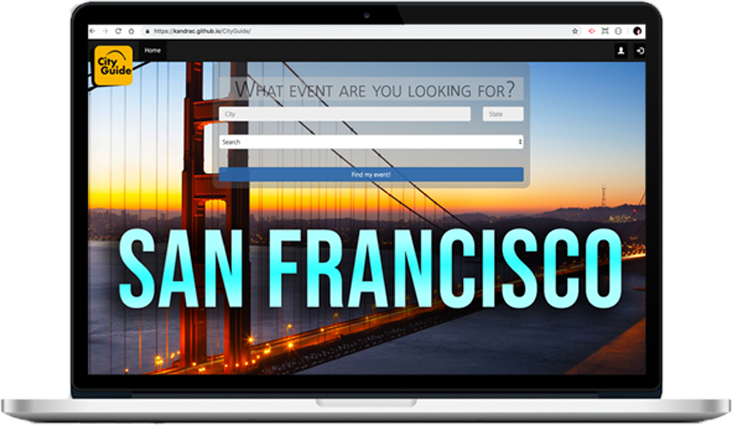 https://kandrac.github.io/CityGuide/
City
Guide
Home
WHAT EVENT ARE YOU LOOKING FOR?
City
State
Search
Find my event!
SAN FRANCISCO